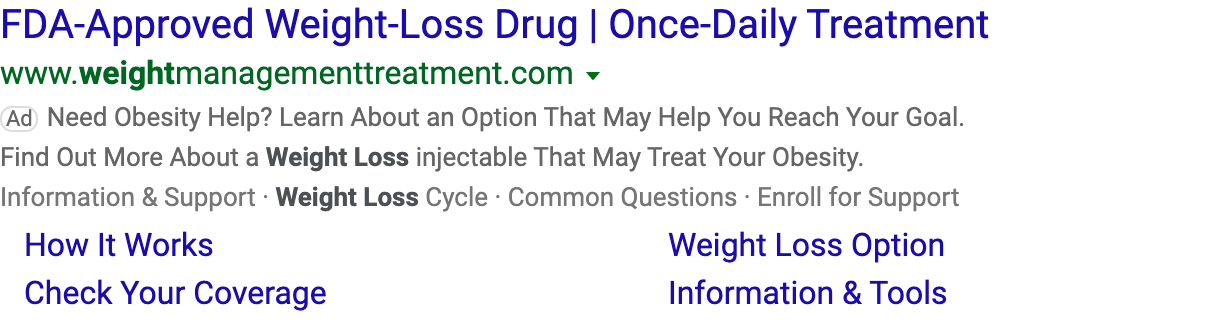 FDA-Approved Weight-Loss Drug | Once-Daily Treatment
www.weightmanagementtreatment.com
Ad Need Obesity Help? Learn About an Option That May Help You Reach Your Goal.
Find Out More About a Weight Loss injectable That May Treat Your Obesity.
Information & Support · Weight Loss Cycle · Common Questions · Enroll for Support
How It Works Weight Loss Option
Check Your Coverage Information & Tools